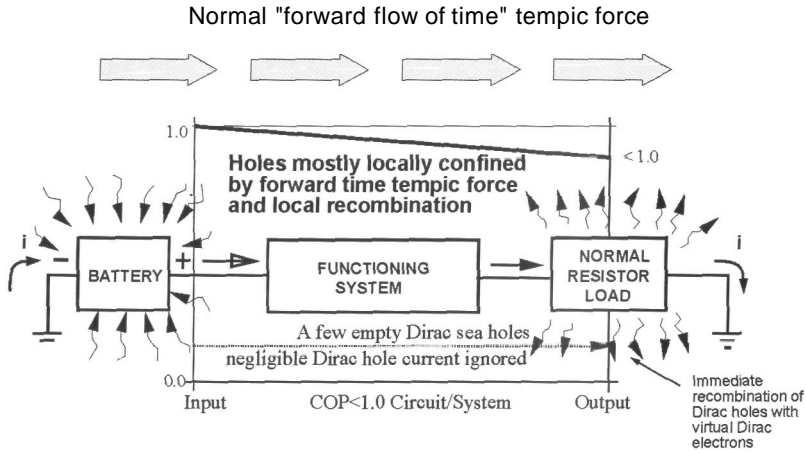 Normal "forward flow of time" tempic force
1.0
<1.0
Holes mostly locally confined
by forward time tempic force
and local recombination
i
−
BATTERY
+
FUNCTIONING
SYSTEM
NORMAL
RESISTOR
LOAD
i
A few empty Dirac sea holes
negligible Dirac hole current ignored
0.0
Input
COP<1.0 Circuit/System
Output
Immediate
recombination of
Dirac holes with
virtual Dirac
electrons